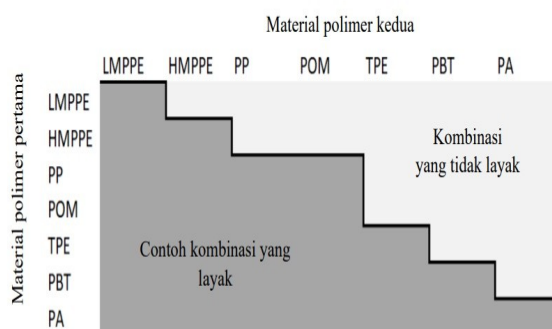 Material polimer kedua
LMPPE HMPPE PP POM TPE PBT PA
Material polimer pertama
LMPPE
HMPPE
PP
POM
TPE
PBT
PA
Kombinasi
yang tidak layak
Contoh kombinasi yang
layak